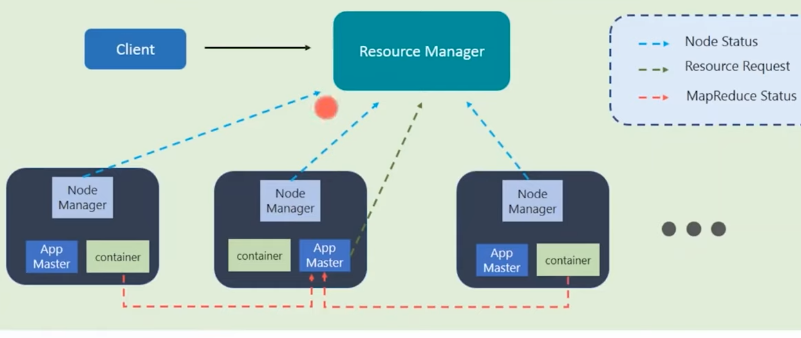 Client
Resource Manager
Node Status
Resource Request
MapReduce Status
Node
Manager
App
Master
container
Node
Manager
container
App
Master
Node
Manager
App
Master
container